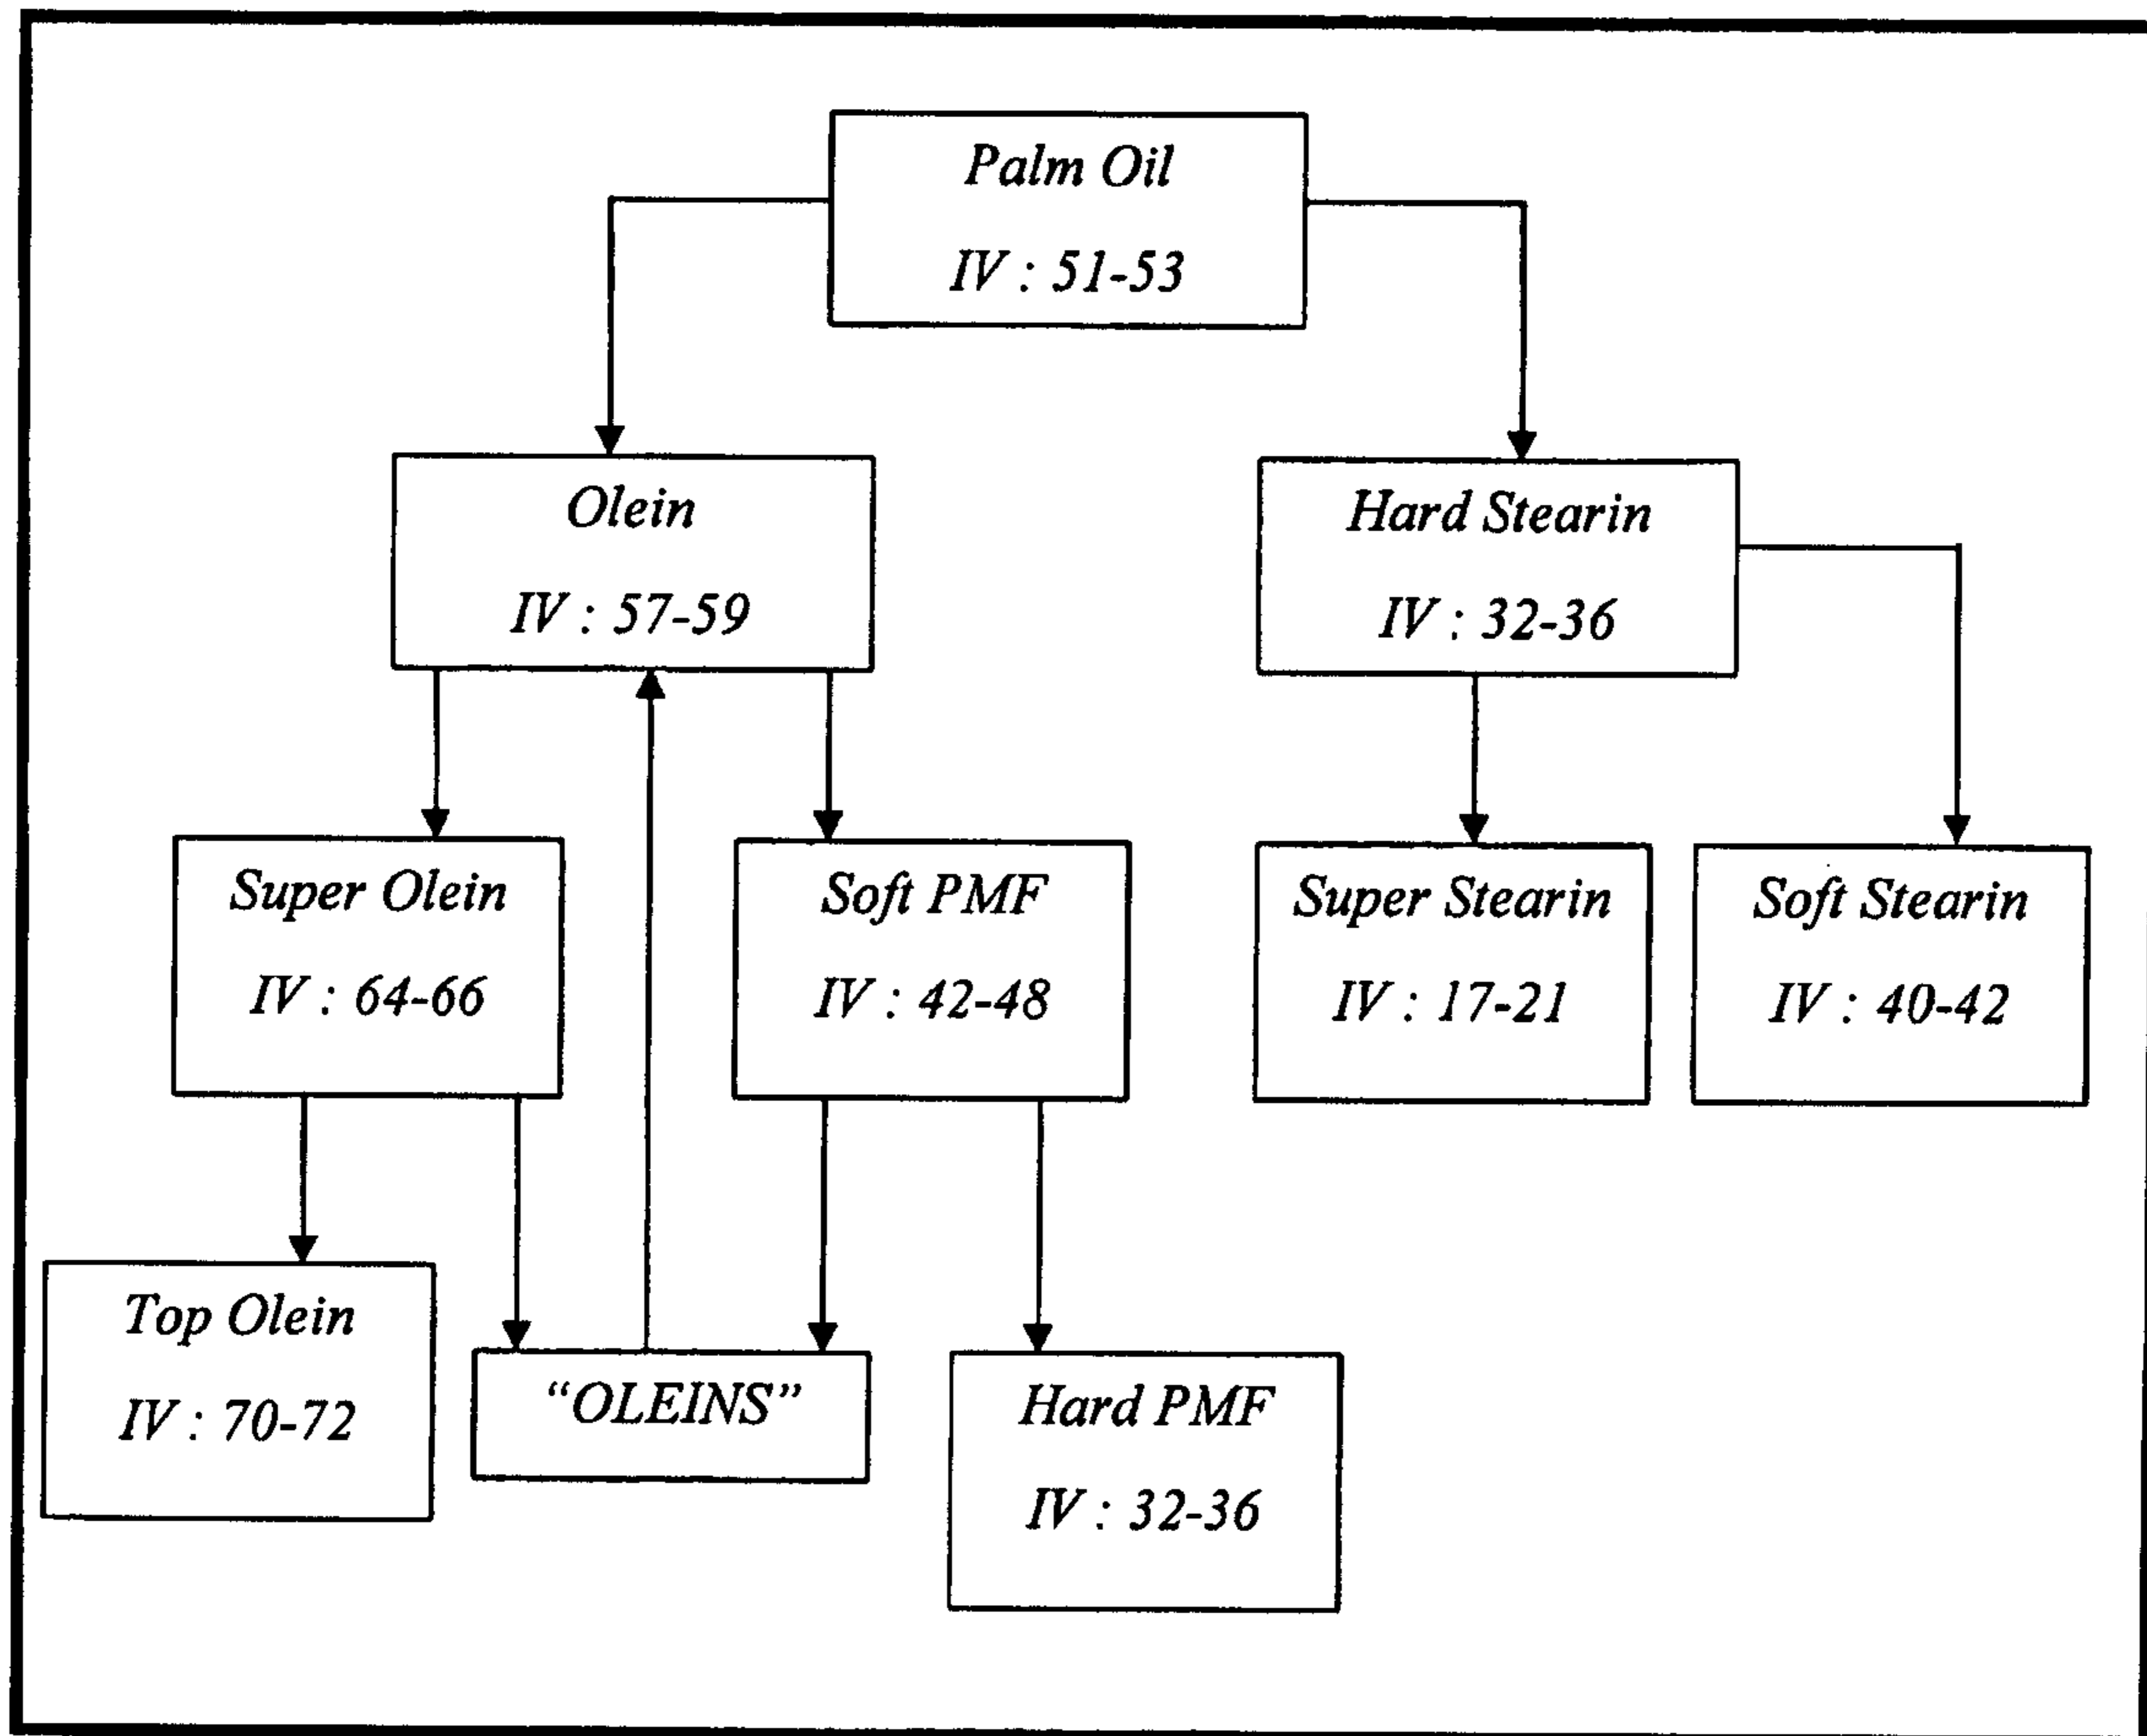 Palm Oil
IV : 51-53
Olein
IV : 57-59
Hard Stearin
IV : 32-36
Super Olein
IV : 64-66
Soft PMF
IV : 42-48
Super Stearin
IV : 17-21
Soft Stearin
IV : 40-42
Top Olein
IV : 70-72
“OLEINS”
Hard PMF
IV : 32-36